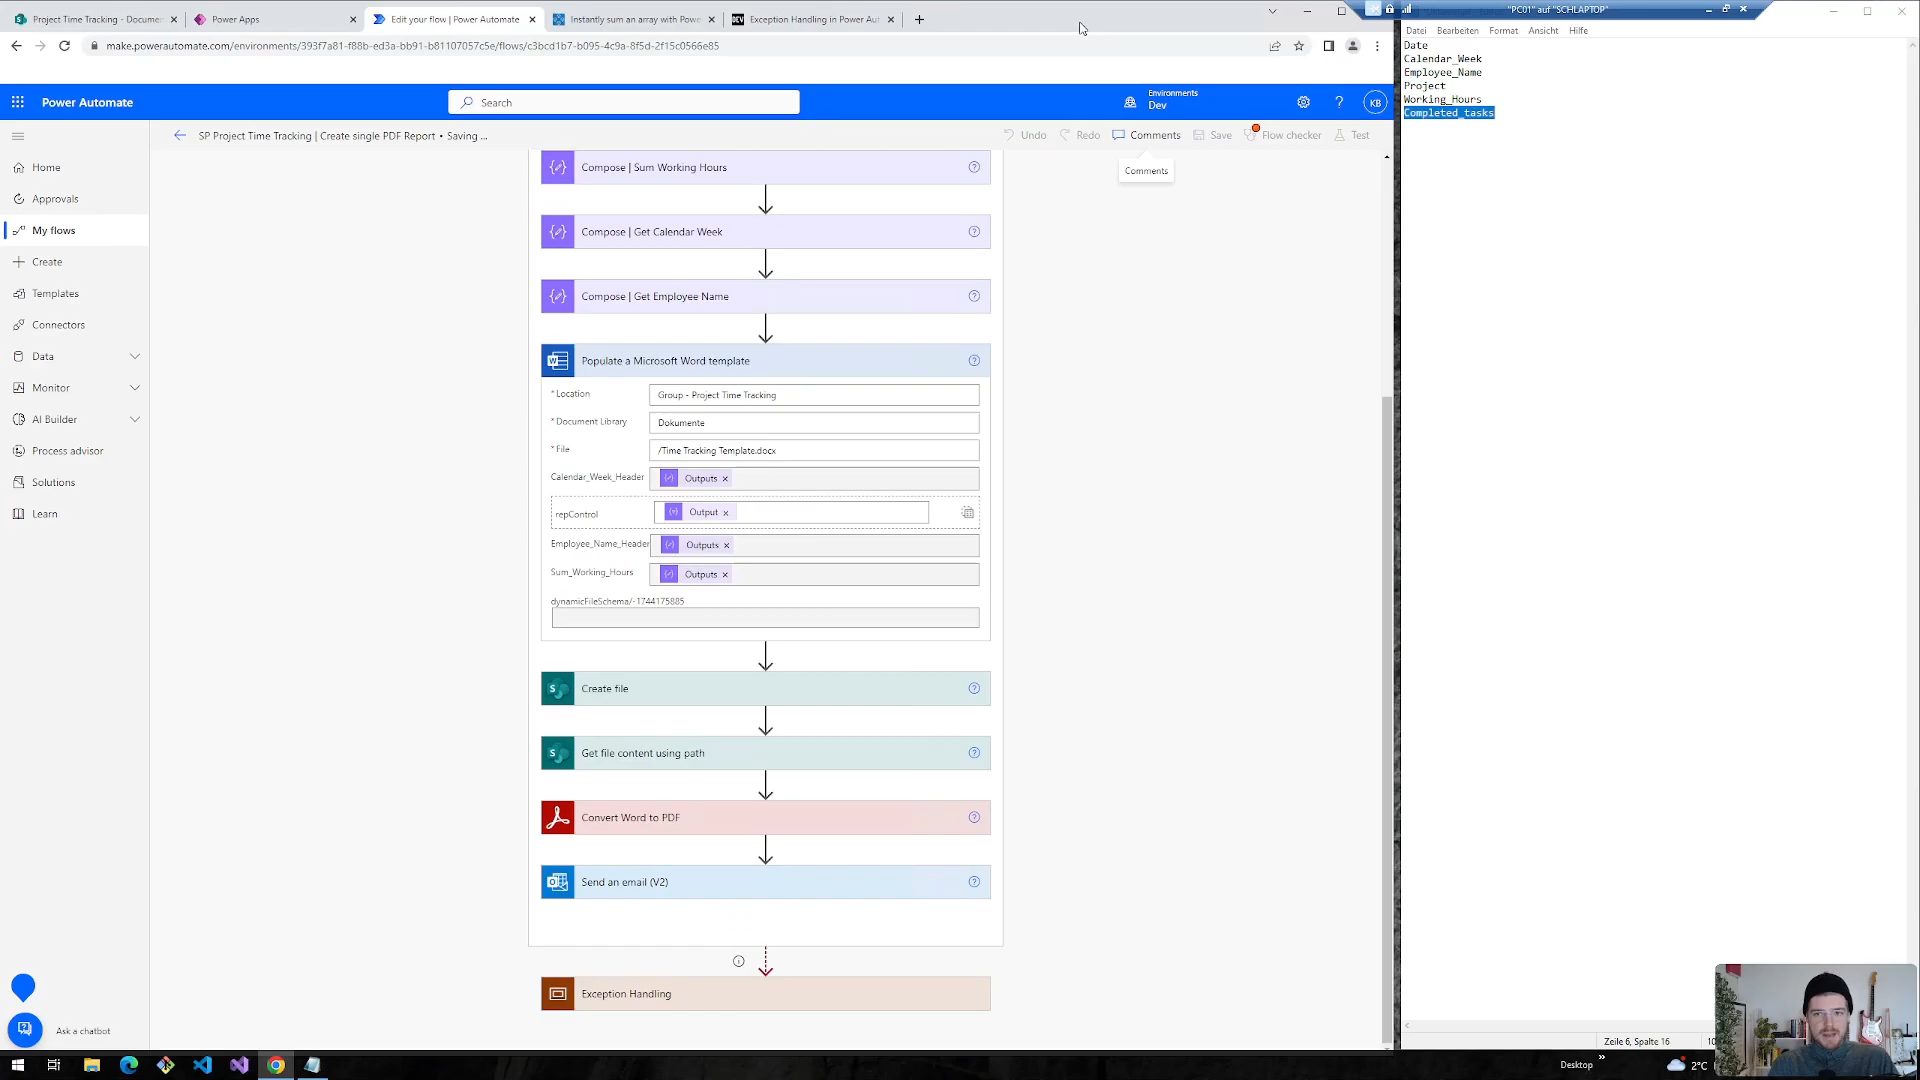 Project Time Tracking - Documen
Power Apps
Edit your flow | Power Automate
Instantly sum an array with Powe
DEV
Exception Handling in Power Aut
"PC01" auf "SCHLAPTOP"
make.powerautomate.com/environments/393f7a81-f88b-ed3a-bb91-b81107057c5e/flows/c3bcd1b7-b095-4c9a-8f5d-2f15c0566e85
Datei Bearbeiten Format Ansicht Hilfe
Date
Calendar_Week
Employee_Name
Project
Working_Hours
Completed_tasks
Power Automate
Search
Environments
Dev
?
KB
SP Project Time Tracking | Create single PDF Report • Saving ...
Undo
Redo
Comments
Save
Flow checker
Test
Comments
Home
Approvals
My flows
Create
Templates
Connectors
Data
Monitor
AI Builder
Process advisor
Solutions
Learn
Ask a chatbot
Compose | Sum Working Hours
Compose | Get Calendar Week
Compose | Get Employee Name
Populate a Microsoft Word template
* Location
Group - Project Time Tracking
* Document Library
Dokumente
* File
/Time Tracking Template.docx
Calendar_Week_Header
Outputs ×
repControl
Output ×
Employee_Name_Header
Outputs ×
Sum_Working_Hours
Outputs ×
dynamicFileSchema/-1744175885
Create file
Get file content using path
Convert Word to PDF
Send an email (V2)
Exception Handling
Zeile 6, Spalte 16
Desktop
2°C